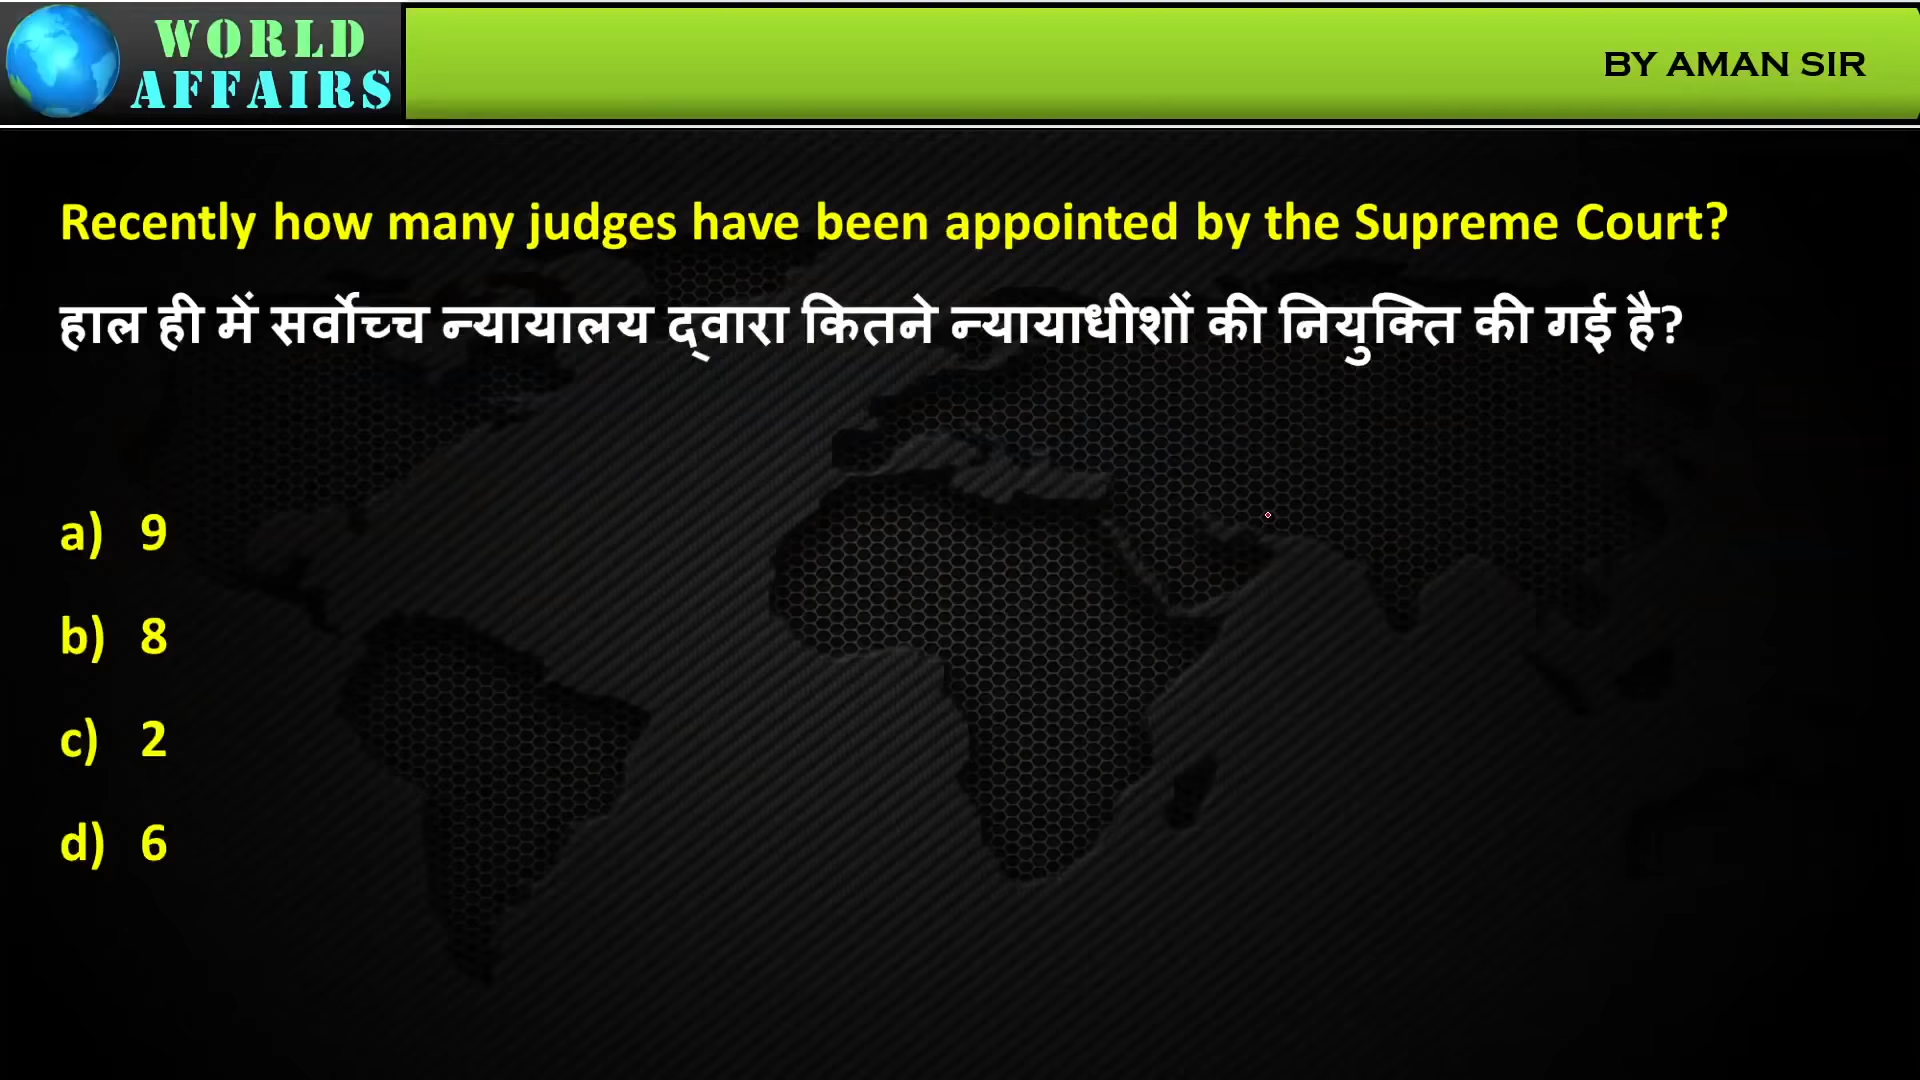 WORLD
AFFAIRS
BY AMAN SIR
Recently how many judges have been appointed by the Supreme Court?
हाल ही में सर्वोच्च न्यायालय द्वारा कितने न्यायाधीशों की नियुक्ति की गई है?
a) 9
b) 8
c) 2
d) 6